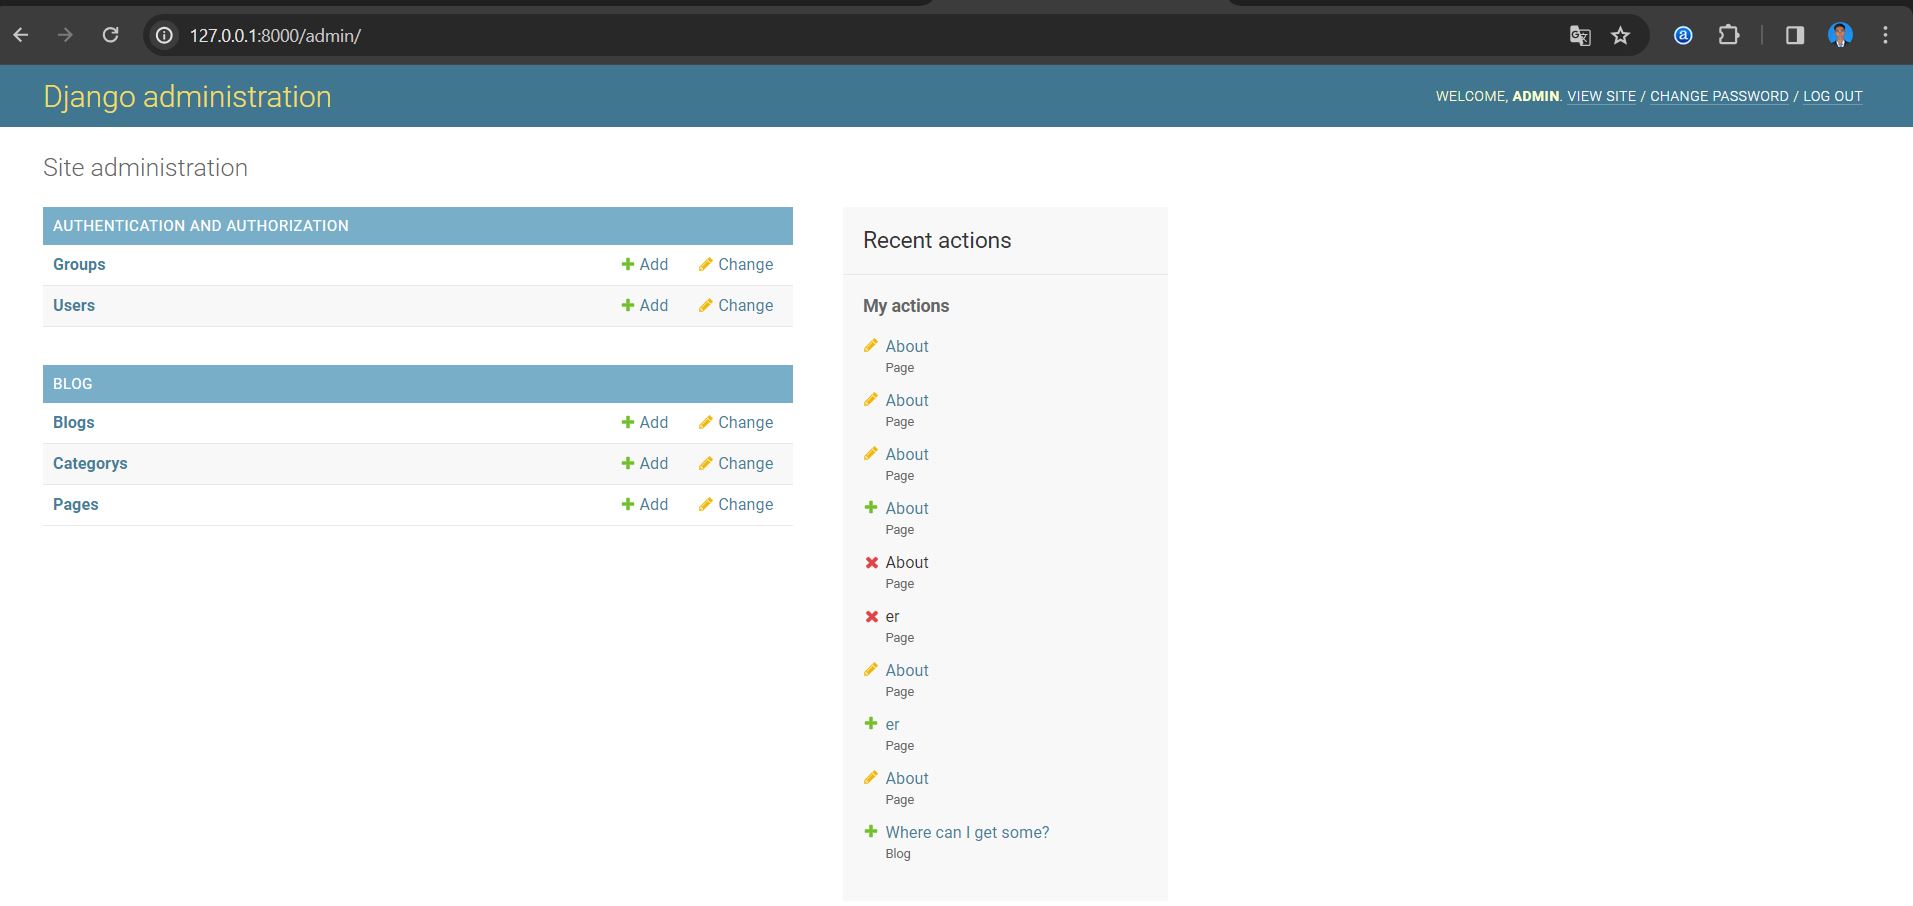 127.0.0.1:8000/admin/
Django administration
WELCOME, ADMIN. VIEW SITE / CHANGE PASSWORD / LOG OUT
Site administration
AUTHENTICATION AND AUTHORIZATION
Groups Add Change
Users Add Change
BLOG
Blogs Add Change
Categorys Add Change
Pages Add Change
Recent actions
My actions
About
Page
About
Page
About
Page
About
Page
About
Page
er
Page
About
Page
er
Page
About
Page
Where can I get some?
Blog